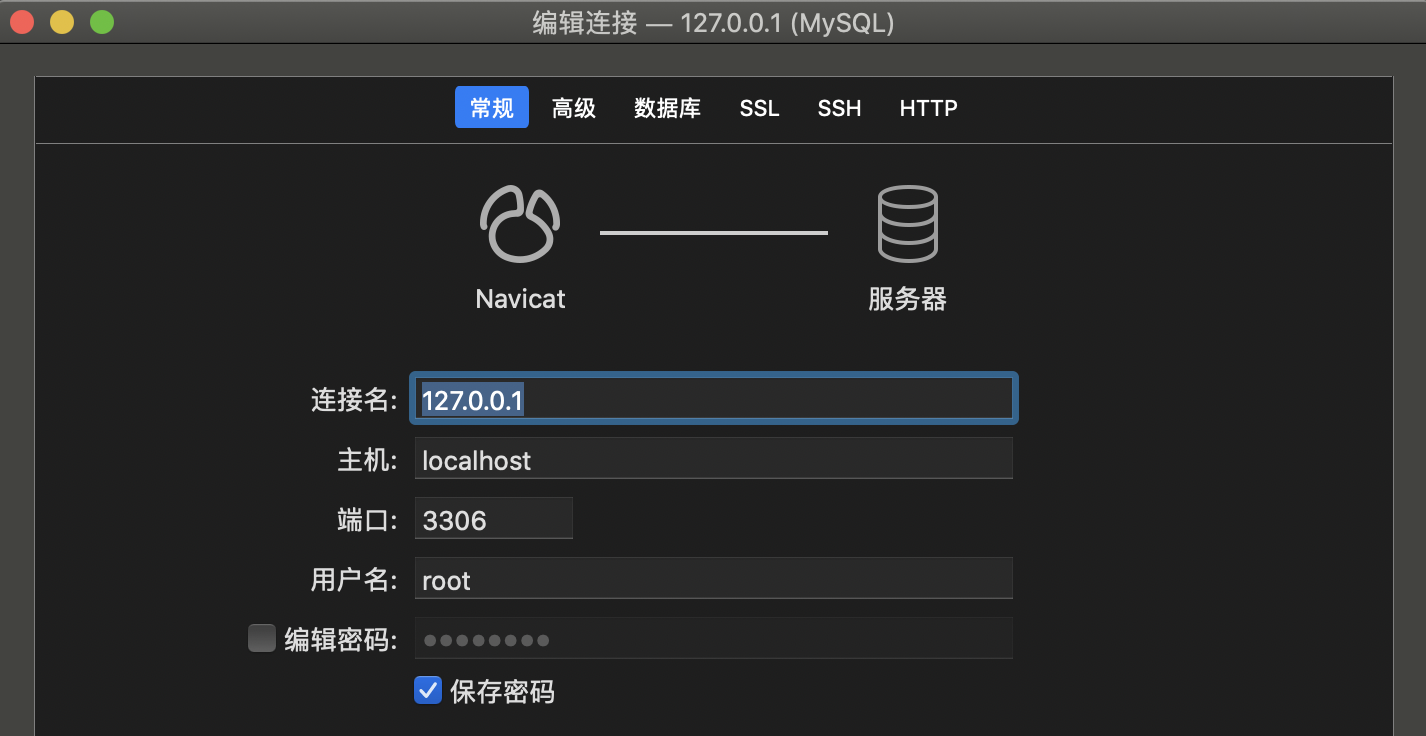 编辑连接 — 127.0.0.1 (MySQL)
常规 高级 数据库 SSL SSH HTTP
Navicat 服务器
连接名: 127.0.0.1
主机: localhost
端口: 3306
用户名: root
编辑密码: ••••••••
保存密码